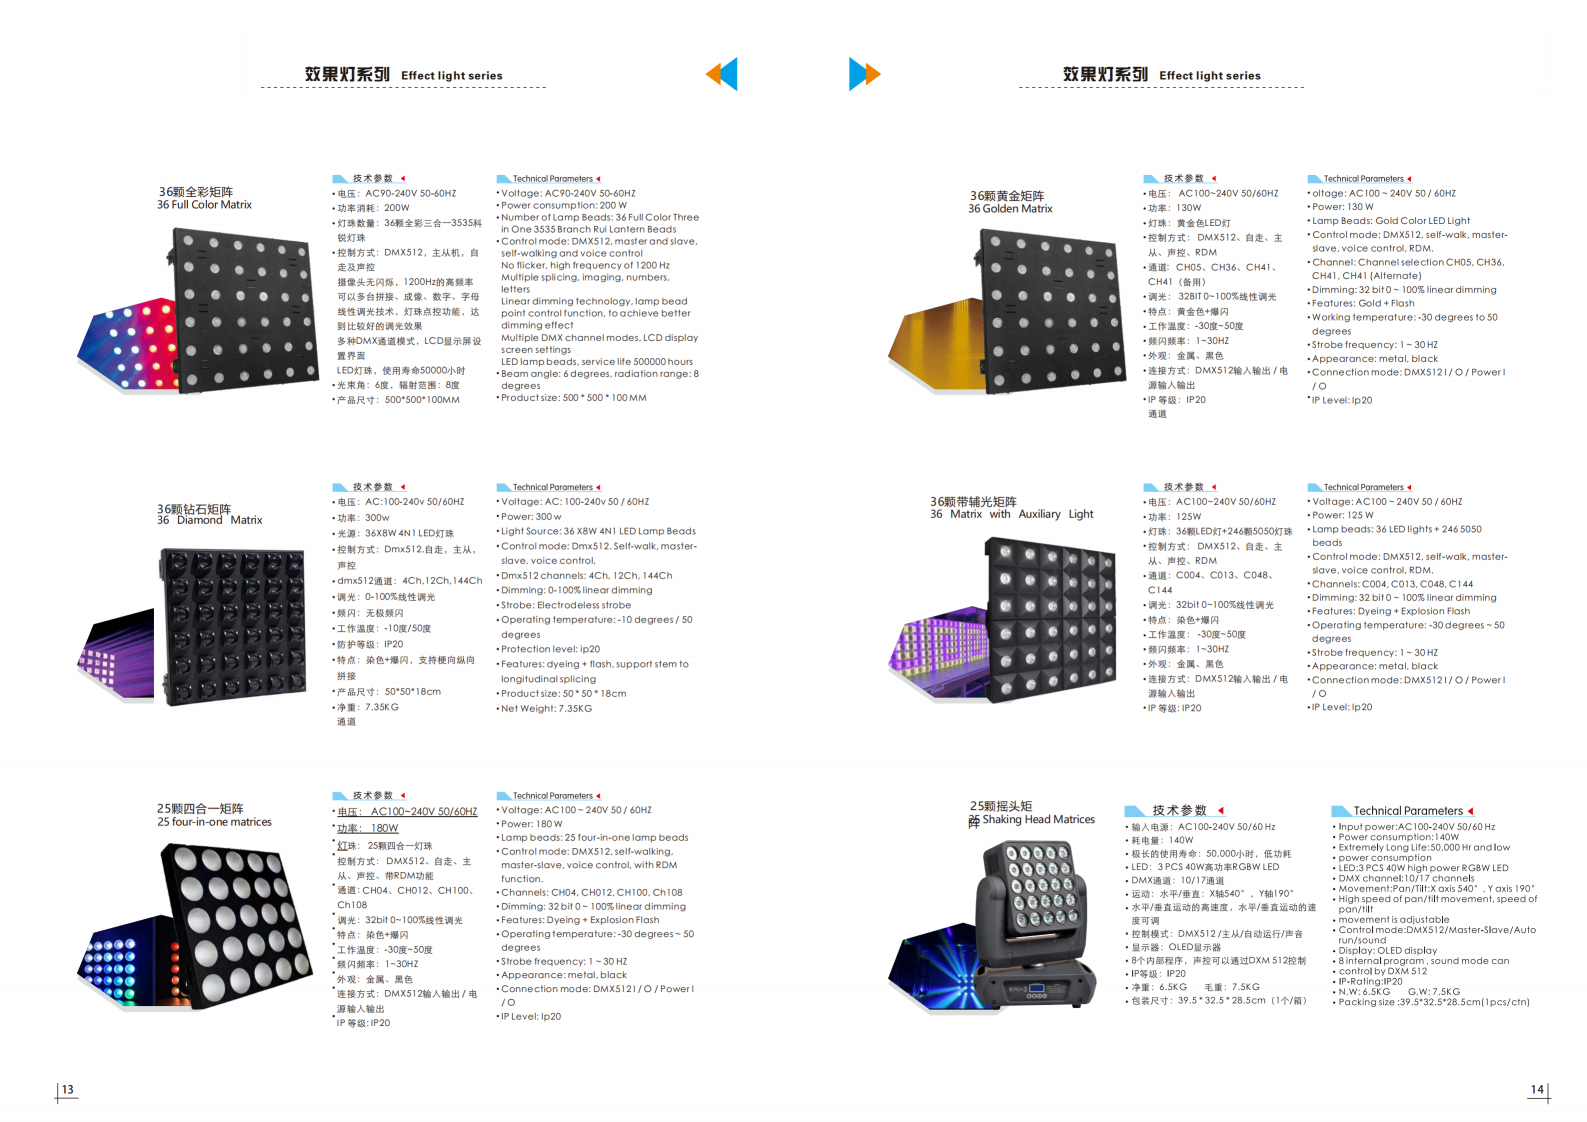 效果灯系列 Effect light series
36颗全彩矩阵
36 Full Color Matrix
技术参数
• 电压：AC90-240V 50-60HZ
• 功率消耗：200W
• 灯珠数量：36颗全彩三合一3535科
锐灯珠
• 控制方式：DMX512，主从机，自
走及声控
摄像头无闪烁，1200Hz的高频率
可以多台拼接、成像、数字、字母
线性调光技术，灯珠点控功能，达
到比较好的调光效果
多种DMX通道模式，LCD显示屏设
置界面
LED灯珠，使用寿命50000小时
• 光束角：6度，辐射范围：8度
• 产品尺寸：500*500*100MM
Technical Parameters
• Voltage: AC90-240V 50-60HZ
• Power consumption: 200 W
• Number of Lamp Beads: 36 Full Color Three
in One 3535 Branch Rui Lantern Beads
• Control mode: DMX512, master and slave,
self-walking and voice control
No flicker, high frequency of 1200 Hz
Multiple splicing, imaging, numbers,
letters
Linear dimming technology, lamp bead
point control function, to achieve better
dimming effect
Multiple DMX channel modes, LCD display
screen settings
LED lamp beads, service life 500000 hours
• Beam angle: 6 degrees, radiation range: 8
degrees
• Product size: 500 * 500 * 100 MM
36颗钻石矩阵
36 Diamond Matrix
技术参数
• 电压：AC:100-240v 50/60HZ
• 功率：300w
• 光源：36X8W 4N1 LED灯珠
• 控制方式：Dmx512.自走，主从，
声控
• dmx512通道：4Ch,12Ch,144Ch
• 调光：0-100%线性调光
• 频闪：无极频闪
• 工作温度：-10度/50度
• 防护等级：IP20
• 特点：染色+爆闪，支持梗向纵向
拼接
• 产品尺寸：50*50*18cm
• 净重：7.35KG
通道
Technical Parameters
• Voltage: AC: 100-240v 50 / 60HZ
• Power: 300 w
• Light Source: 36 X8W 4N1 LED Lamp Beads
• Control mode: Dmx512. Self-walk, master-
slave, voice control,
• Dmx512 channels: 4Ch, 12Ch, 144Ch
• Dimming: 0-100% linear dimming
• Strobe: Electrodeless strobe
• Operating temperature: -10 degrees / 50
degrees
• Protection level: ip20
• Features: dyeing + flash, support stem to
longitudinal splicing
• Product size: 50 * 50 * 18cm
• Net Weight: 7.35KG
25颗四合一矩阵
25 four-in-one matrices
技术参数
• 电压： AC100~240V 50/60HZ
• 功率： 180W
• 灯珠： 25颗四合一灯珠
控制方式： DMX512、自走、主
从、声控、带RDM功能
• 通道：CH04、CH012、CH100、
Ch108
• 调光：32bit 0~100%线性调光
• 特点：染色+爆闪
• 工作温度：-30度~50度
• 频闪频率：1~30HZ
• 外观：金属、黑色
• 连接方式：DMX512输入输出 / 电
源输入输出
• IP 等级: IP20
Technical Parameters
• Voltage: AC100 ~ 240V 50 / 60HZ
• Power: 180 W
• Lamp beads: 25 four-in-one lamp beads
• Control mode: DMX512, self-walking,
master-slave, voice control, with RDM
function.
• Channels: CH04, CH012, CH100, Ch108
• Dimming: 32 bit 0 ~ 100% linear dimming
• Features: Dyeing + Explosion Flash
• Operating temperature: -30 degrees ~ 50
degrees
• Strobe frequency: 1 ~ 30 HZ
• Appearance: metal, black
• Connection mode: DMX512 I / O / Power I
/ O
• IP Level: Ip20
13
效果灯系列 Effect light series
36颗黄金矩阵
36 Golden Matrix
技术参数
• 电压： AC100~240V 50/60HZ
• 功率：130W
• 灯珠：黄金色LED灯
• 控制方式： DMX512、自走、主
从、声控、RDM
• 通道：CH05、CH36、CH41、
CH41（备用）
• 调光： 32BIT 0~100%线性调光
• 特点：黄金色+爆闪
• 工作温度：-30度~50度
• 频闪频率：1~30HZ
• 外观：金属、黑色
• 连接方式：DMX512输入输出 / 电
源输入输出
• IP 等级：IP20
通道
Technical Parameters
• oltage: AC100 ~ 240V 50 / 60HZ
• Power: 130 W
• Lamp Beads: Gold Color LED Light
• Control mode: DMX512, self-walk, master-
slave, voice control, RDM.
• Channel: Channel selection CH05, CH36,
CH41, CH41 (Alternate)
• Dimming: 32 bit 0 ~ 100% linear dimming
• Features: Gold + Flash
• Working temperature: -30 degrees to 50
degrees
• Strobe frequency: 1 ~ 30 HZ
• Appearance: metal, black
• Connection mode: DMX512 I / O / Power I
/ O
• IP Level: Ip20
36颗带辅光矩阵
36 Matrix with Auxiliary Light
技术参数
• 电压：AC100~240V 50/60HZ
• 功率：125W
• 灯珠：36颗LED灯+246颗5050灯珠
• 控制方式： DMX512、自走、主
从、声控、RDM
• 通道：C004、C013、C048、
C144
• 调光：32bit 0~100%线性调光
• 特点：染色+爆闪
• 工作温度： -30度~50度
• 频闪频率：1~30HZ
• 外观：金属、黑色
• 连接方式：DMX512输入输出 / 电
源输入输出
• IP 等级: IP20
Technical Parameters
• Voltage: AC100 ~ 240V 50 / 60HZ
• Power: 125 W
• Lamp beads: 36 LED lights + 246 5050
beads
• Control mode: DMX512, self-walk, master-
slave, voice control, RDM.
• Channels: C004, C013, C048, C144
• Dimming: 32 bit 0 ~ 100% linear dimming
• Features: Dyeing + Explosion Flash
• Operating temperature: -30 degrees ~ 50
degrees
• Strobe frequency: 1 ~ 30 HZ
• Appearance: metal, black
• Connection mode: DMX512 I / O / Power I
/ O
• IP Level: Ip20
25颗摇头矩
阵
25 Shaking Head Matrices
技术参数
• 输入电源：AC100-240V 50/60 Hz
• 耗电量：140W
• 极长的使用寿命：50,000小时，低功耗
• LED：3 PCS 40W高功率RGBW LED
• DMX通道：10/17通道
• 运动：水平/垂直：X轴540°，Y轴190°
• 水平/垂直运动的高速度，水平/垂直运动的速
度可调
• 控制模式：DMX512 /主从/自动运行/声音
• 显示器：OLED显示器
• 8个内部程序，声控可以通过DXM 512控制
• IP等级：IP20
• 净重：6.5KG 毛重：7.5KG
• 包装尺寸：39.5 * 32.5 * 28.5cm（1个/箱）
Technical Parameters
• Input power:AC100-240V 50/60 Hz
• Power consumption:140W
• Extremely Long Life:50,000 Hr and low
• power consumption
• LED:3 PCS 40W high power RGBW LED
• DMX channel:10/17 channels
• Movement:Pan/Tilt:X axis 540°, Y axis 190°
• High speed of pan/tilt movement, speed of
pan/tilt
• movement is adjustable
• Control mode:DMX512/Master-Slave/Auto
run/sound
• Display: OLED display
• 8 internal program , sound mode can
• control by DXM 512
• IP-Rating:IP20
• N.W: 6.5KG G.W: 7.5KG
• Packing size :39.5*32.5*28.5cm(1pcs/ctn)
14